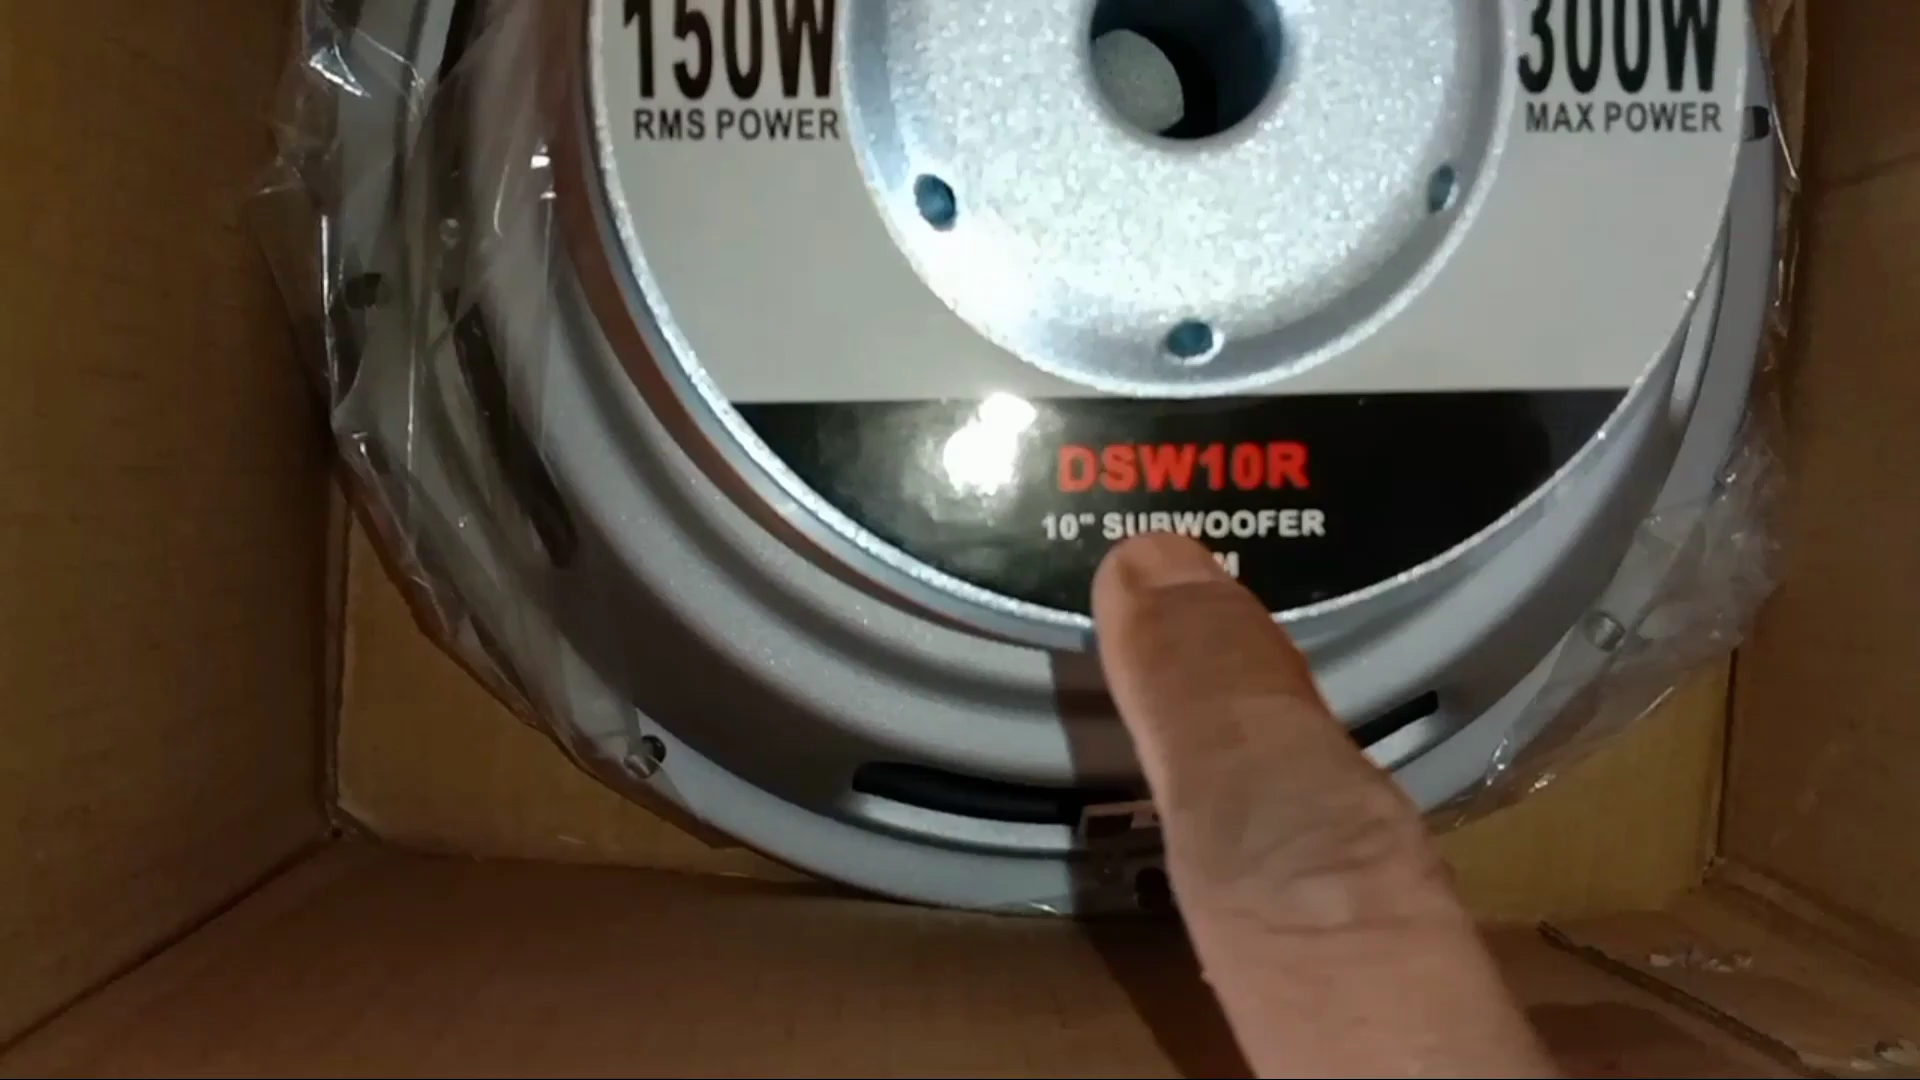 150W
RMS POWER
300W
MAX POWER
DSW10R
10" SUBWOOFER